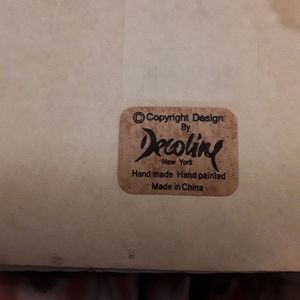 © Copyright Design
By
Decoline
New York
Hand made Hand painted
Made in China